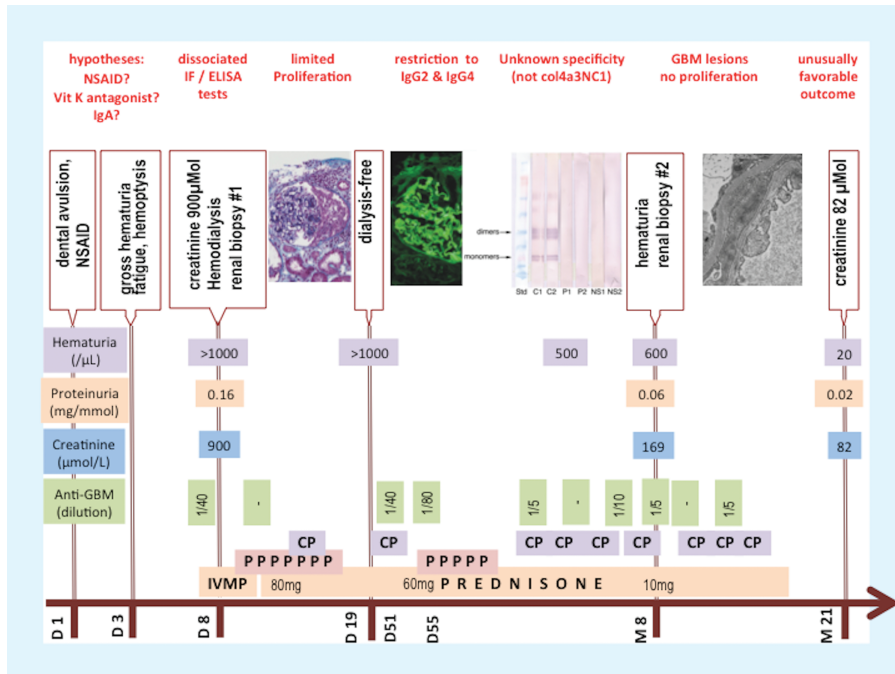 hypotheses:
NSAID?
Vit K antagonist?
IgA?
dissociated
IF / ELISA
tests
limited
Proliferation
restriction to
IgG2 & IgG4
Unknown specificity
(not col4a3NC1)
GBM lesions
no proliferation
unusually
favorable
outcome
dental avulsion,
NSAID
gross hematuria
fatigue, hemoptysis
creatinine 900µMol
Hemodialysis
renal biopsy #1
dialysis-free
dimers
monomers
Std C1 C2 P1 P2 NS1 NS2
hematuria
renal biopsy #2
creatinine 82 µMol
Hematuria
(/µL)
>1000
>1000
500
600
20
Proteinuria
(mg/mmol)
0.16
0.06
0.02
Creatinine
(µmol/L)
900
169
82
Anti-GBM
(dilution)
1/40
-
1/40
1/80
1/5
-
1/10
1/5
-
1/5
CP
CP
CP CP CP CP CP CP CP
P P P P P P P
P P P P P
IVMP 80mg 60mg P R E D N I S O N E 10mg
D 1
D 3
D 8
D 19
D51
D55
M 8
M 21